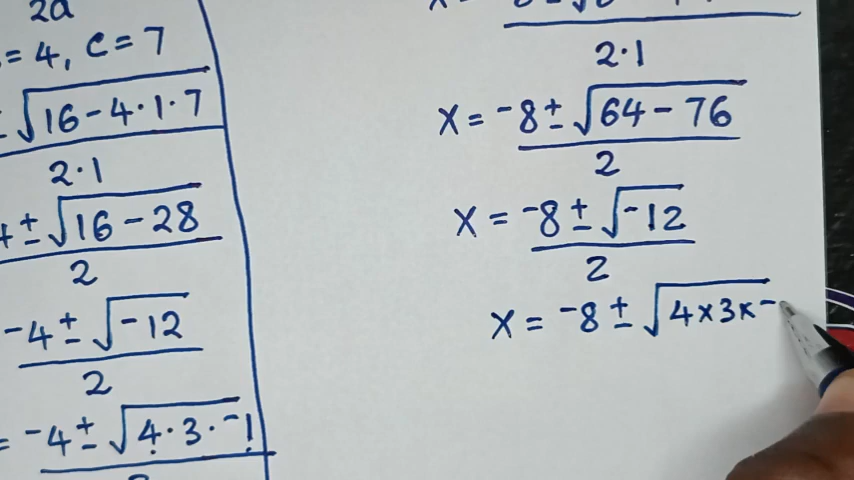 2a
= 4, c = 7
± √16 - 4·1·7
2·1
4 ± √16 - 28
2
-4 ± √-12
2
= -4 ± √4·3·-1
2·1
x = -8 ± √64 - 76
2
x = -8 ± √-12
2
x = -8 ± √4×3×-